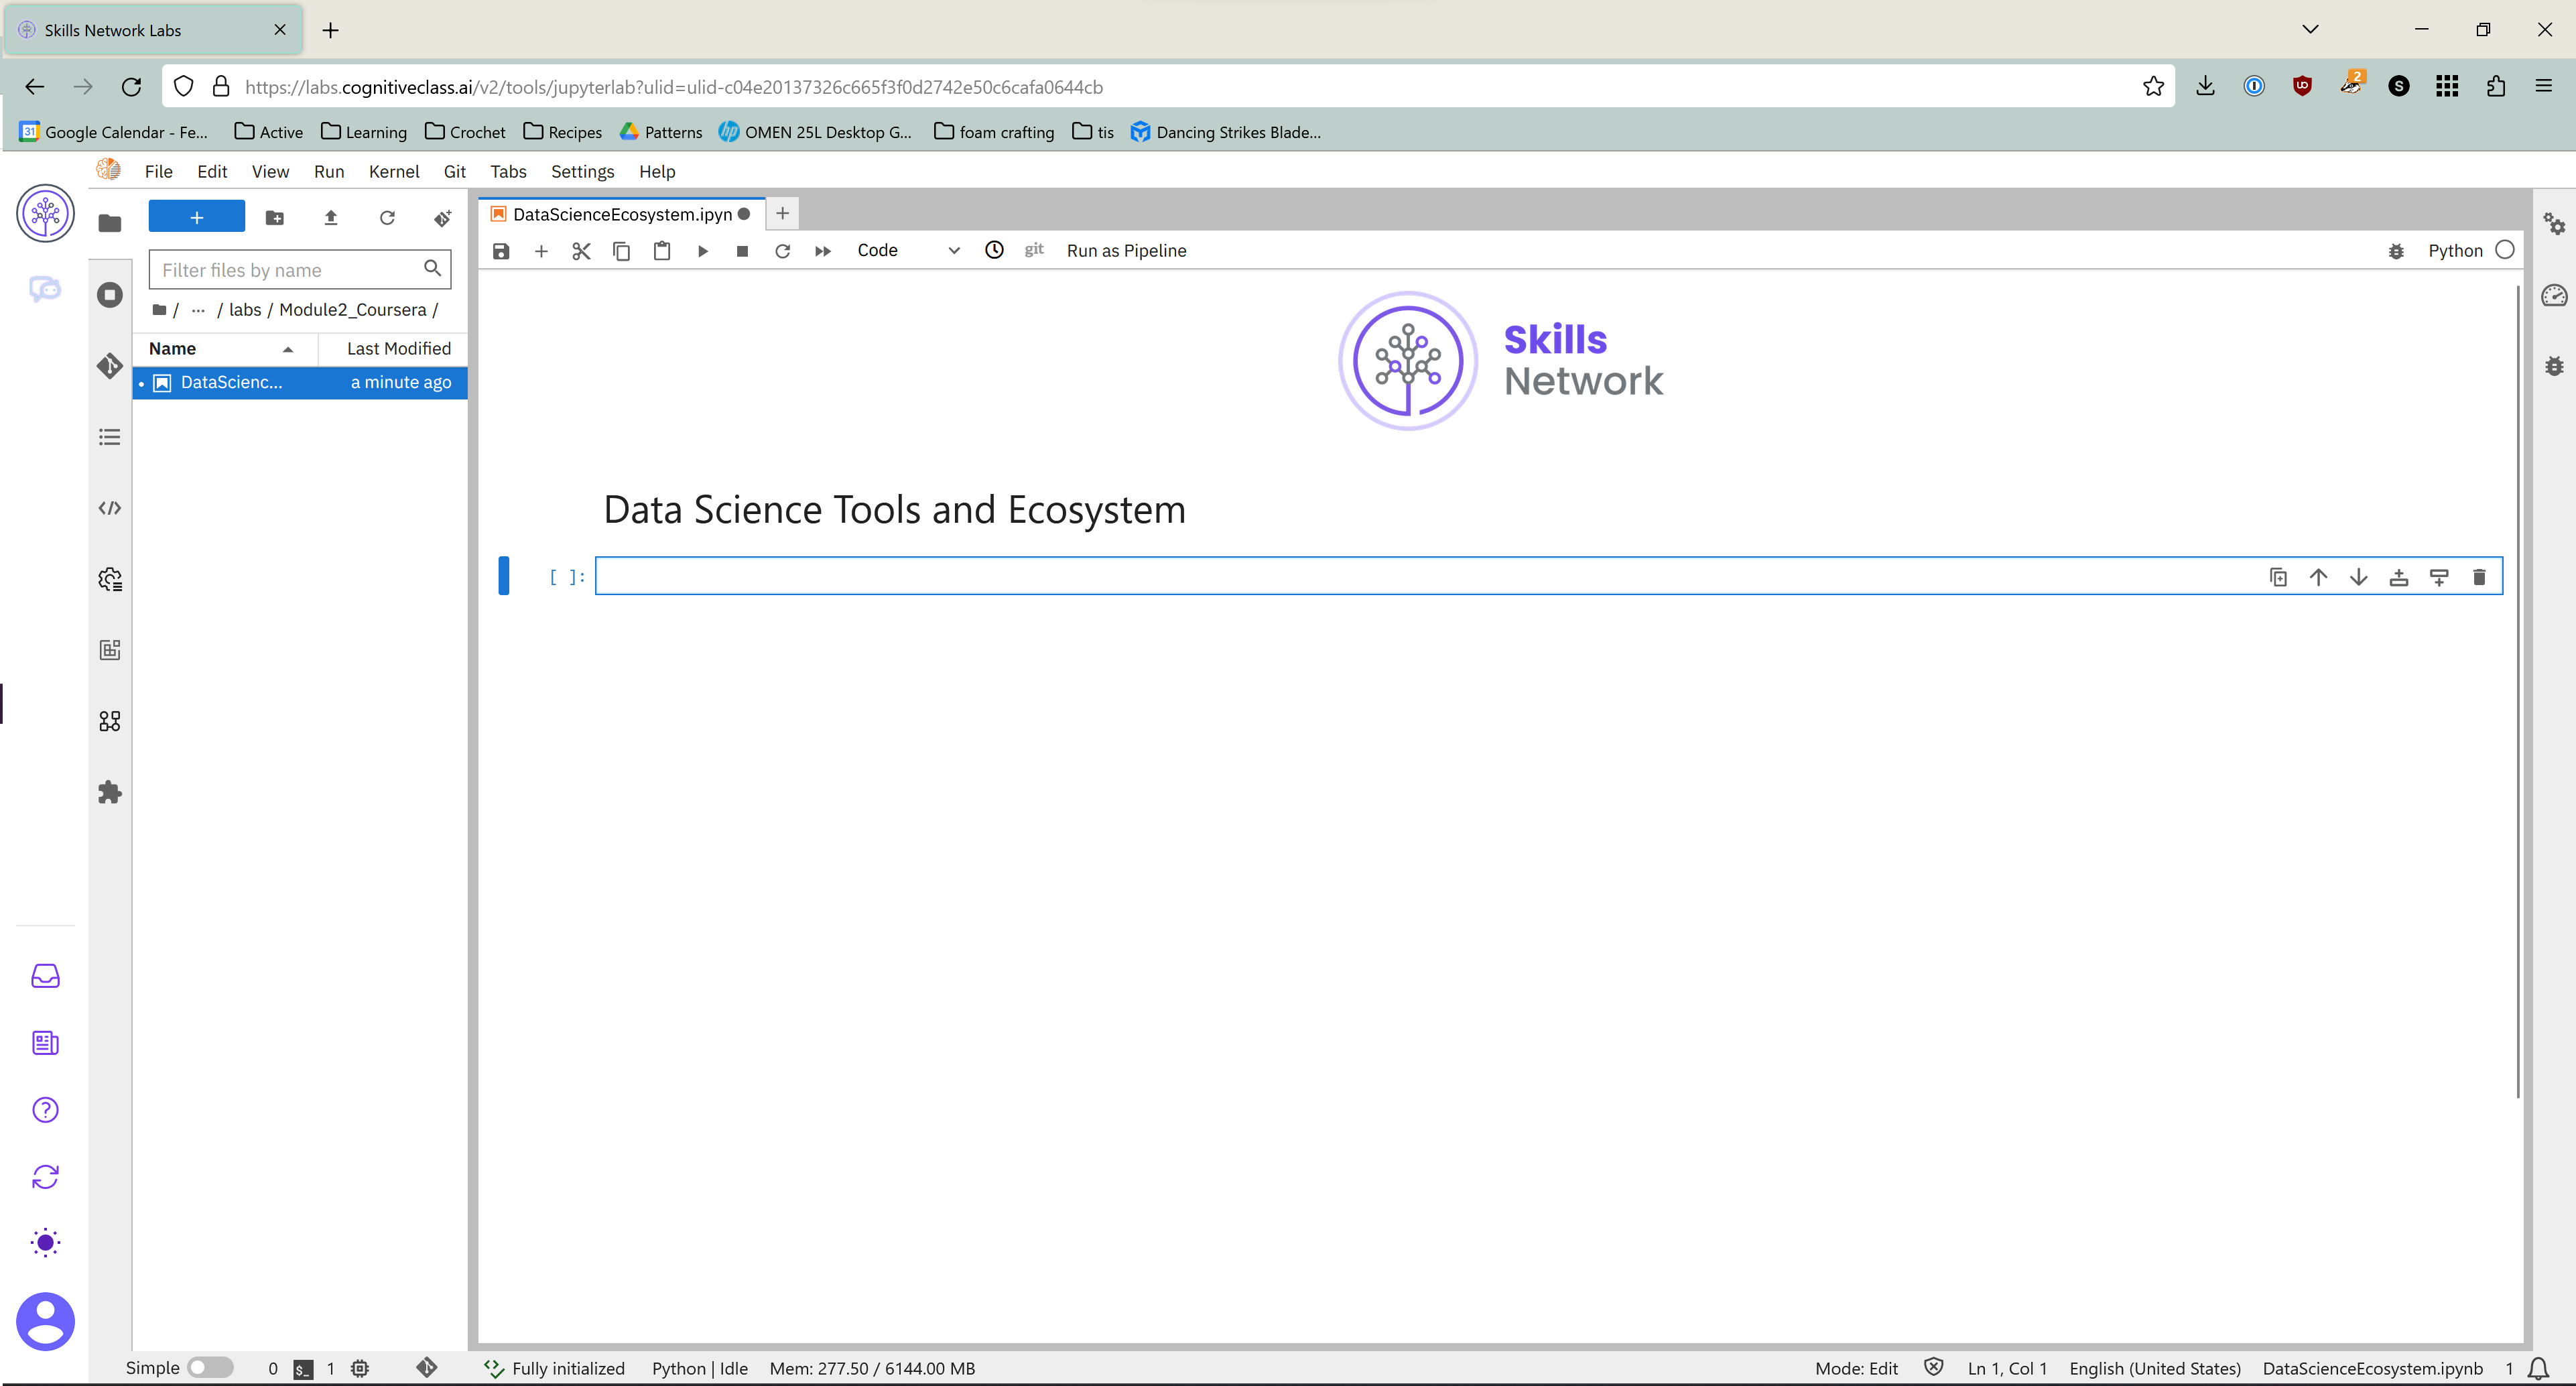 Skills Network Labs
https://labs.cognitiveclass.ai/v2/tools/jupyterlab?ulid=ulid-c04e20137326c665f3f0d2742e50c6cafa0644cb
2
S
31 Google Calendar - Fe...
Active
Learning
Crochet
Recipes
Patterns
hp OMEN 25L Desktop G...
foam crafting
tis
Dancing Strikes Blade...
File Edit View Run Kernel Git Tabs Settings Help
DataScienceEcosystem.ipyn
Code
git
Run as Pipeline
Python
Filter files by name
/ ... / labs / Module2_Coursera /
Name Last Modified
DataScienc... a minute ago
Skills
Network
Data Science Tools and Ecosystem
[ ]:
Simple 0 $_ 1 Fully initialized Python | Idle Mem: 277.50 / 6144.00 MB Mode: Edit Ln 1, Col 1 English (United States) DataScienceEcosystem.ipynb 1